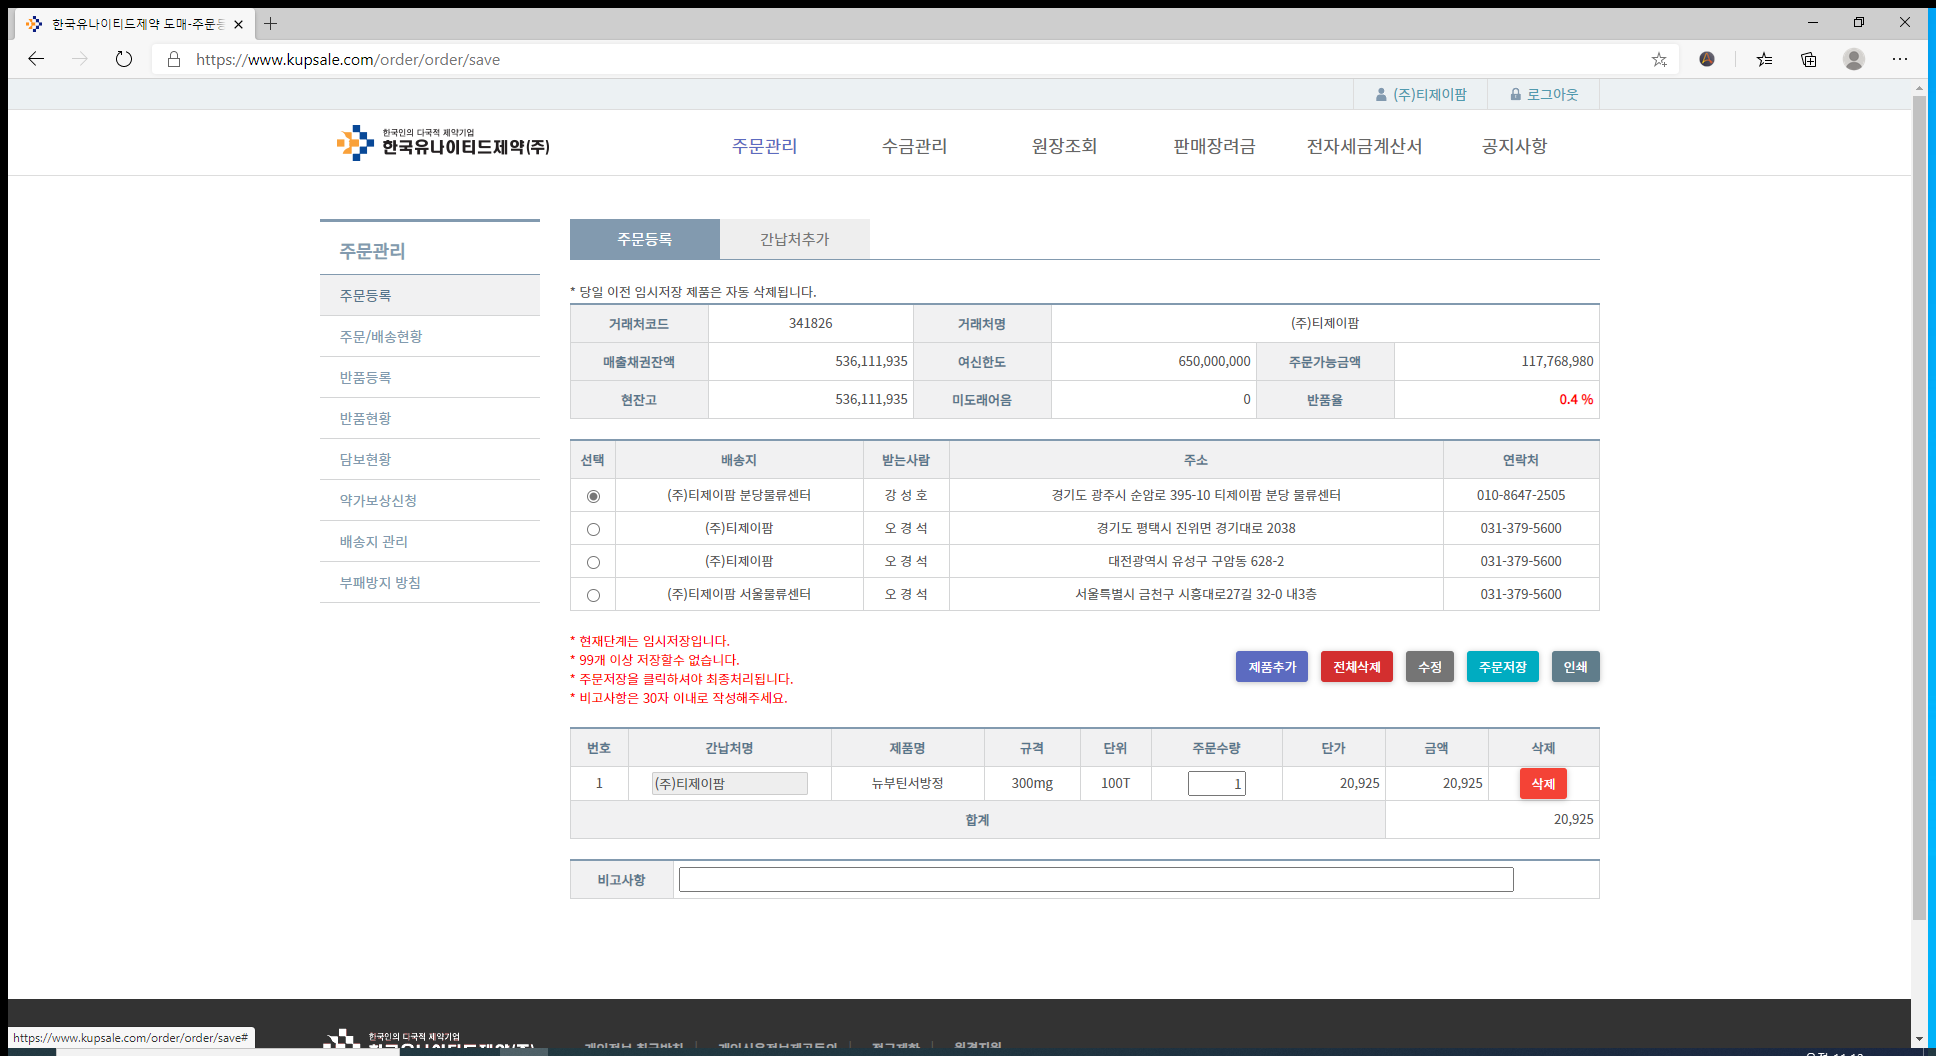 한국유나이티드제약 도매-주문등
https://www.kupsale.com/order/order/save
(주)티제이팜 로그아웃
한국인의 다국적 제약기업
한국유나이티드제약(주)
주문관리 수금관리 원장조회 판매장려금 전자세금계산서 공지사항
주문관리
주문등록
주문/배송현황
반품등록
반품현황
담보현황
약가보상신청
배송지 관리
부패방지 방침
주문등록 간납처추가
* 당일 이전 임시저장 제품은 자동 삭제됩니다.
거래처코드 341826 거래처명 (주)티제이팜
매출채권잔액 536,111,935 여신한도 650,000,000 주문가능금액 117,768,980
현잔고 536,111,935 미도래어음 0 반품율 0.4 %
선택 배송지 받는사람 주소 연락처
(주)티제이팜 분당물류센터 강 성 호 경기도 광주시 순암로 395-10 티제이팜 분당 물류센터 010-8647-2505
(주)티제이팜 오 경 석 경기도 평택시 진위면 경기대로 2038 031-379-5600
(주)티제이팜 오 경 석 대전광역시 유성구 구암동 628-2 031-379-5600
(주)티제이팜 서울물류센터 오 경 석 서울특별시 금천구 시흥대로27길 32-0 내3층 031-379-5600
* 현재단계는 임시저장입니다.
* 99개 이상 저장할수 없습니다.
* 주문저장을 클릭하셔야 최종처리됩니다.
* 비고사항은 30자 이내로 작성해주세요.
제품추가 전체삭제 수정 주문저장 인쇄
번호 간납처명 제품명 규격 단위 주문수량 단가 금액 삭제
1 (주)티제이팜 뉴부틴서방정 300mg 100T 1 20,925 20,925 삭제
합계 20,925
비고사항
https://www.kupsale.com/order/order/save#
한국인의 다국적 제약기업
한국유나이티드제약(주)